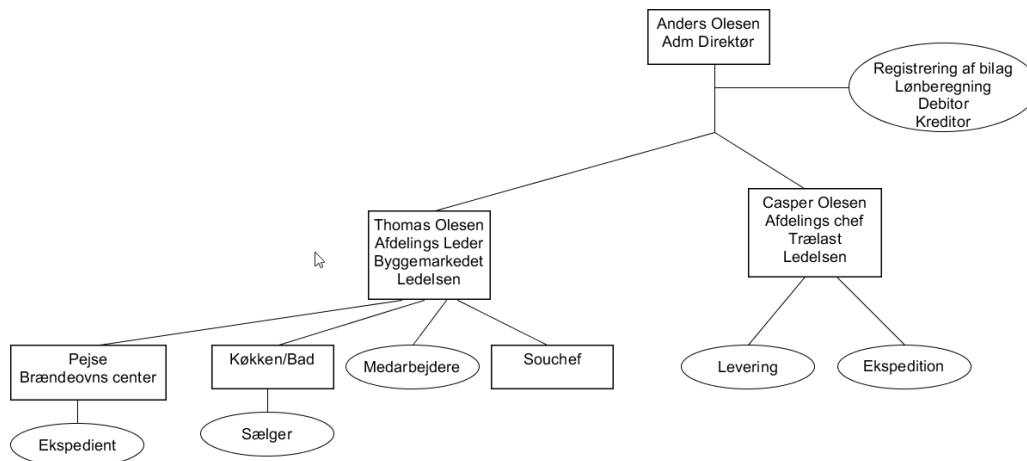 Anders Olesen
Adm Direktør
Registrering af bilag
Lønberegning
Debitor
Kreditor
Thomas Olesen
Afdelings Leder
Byggemarkedet
Ledelsen
Casper Olesen
Afdelings chef
Trælast
Ledelsen
Pejse
Brændeovns center
Køkken/Bad
Medarbejdere
Souchef
Levering
Ekspedition
Ekspedient
Sælger